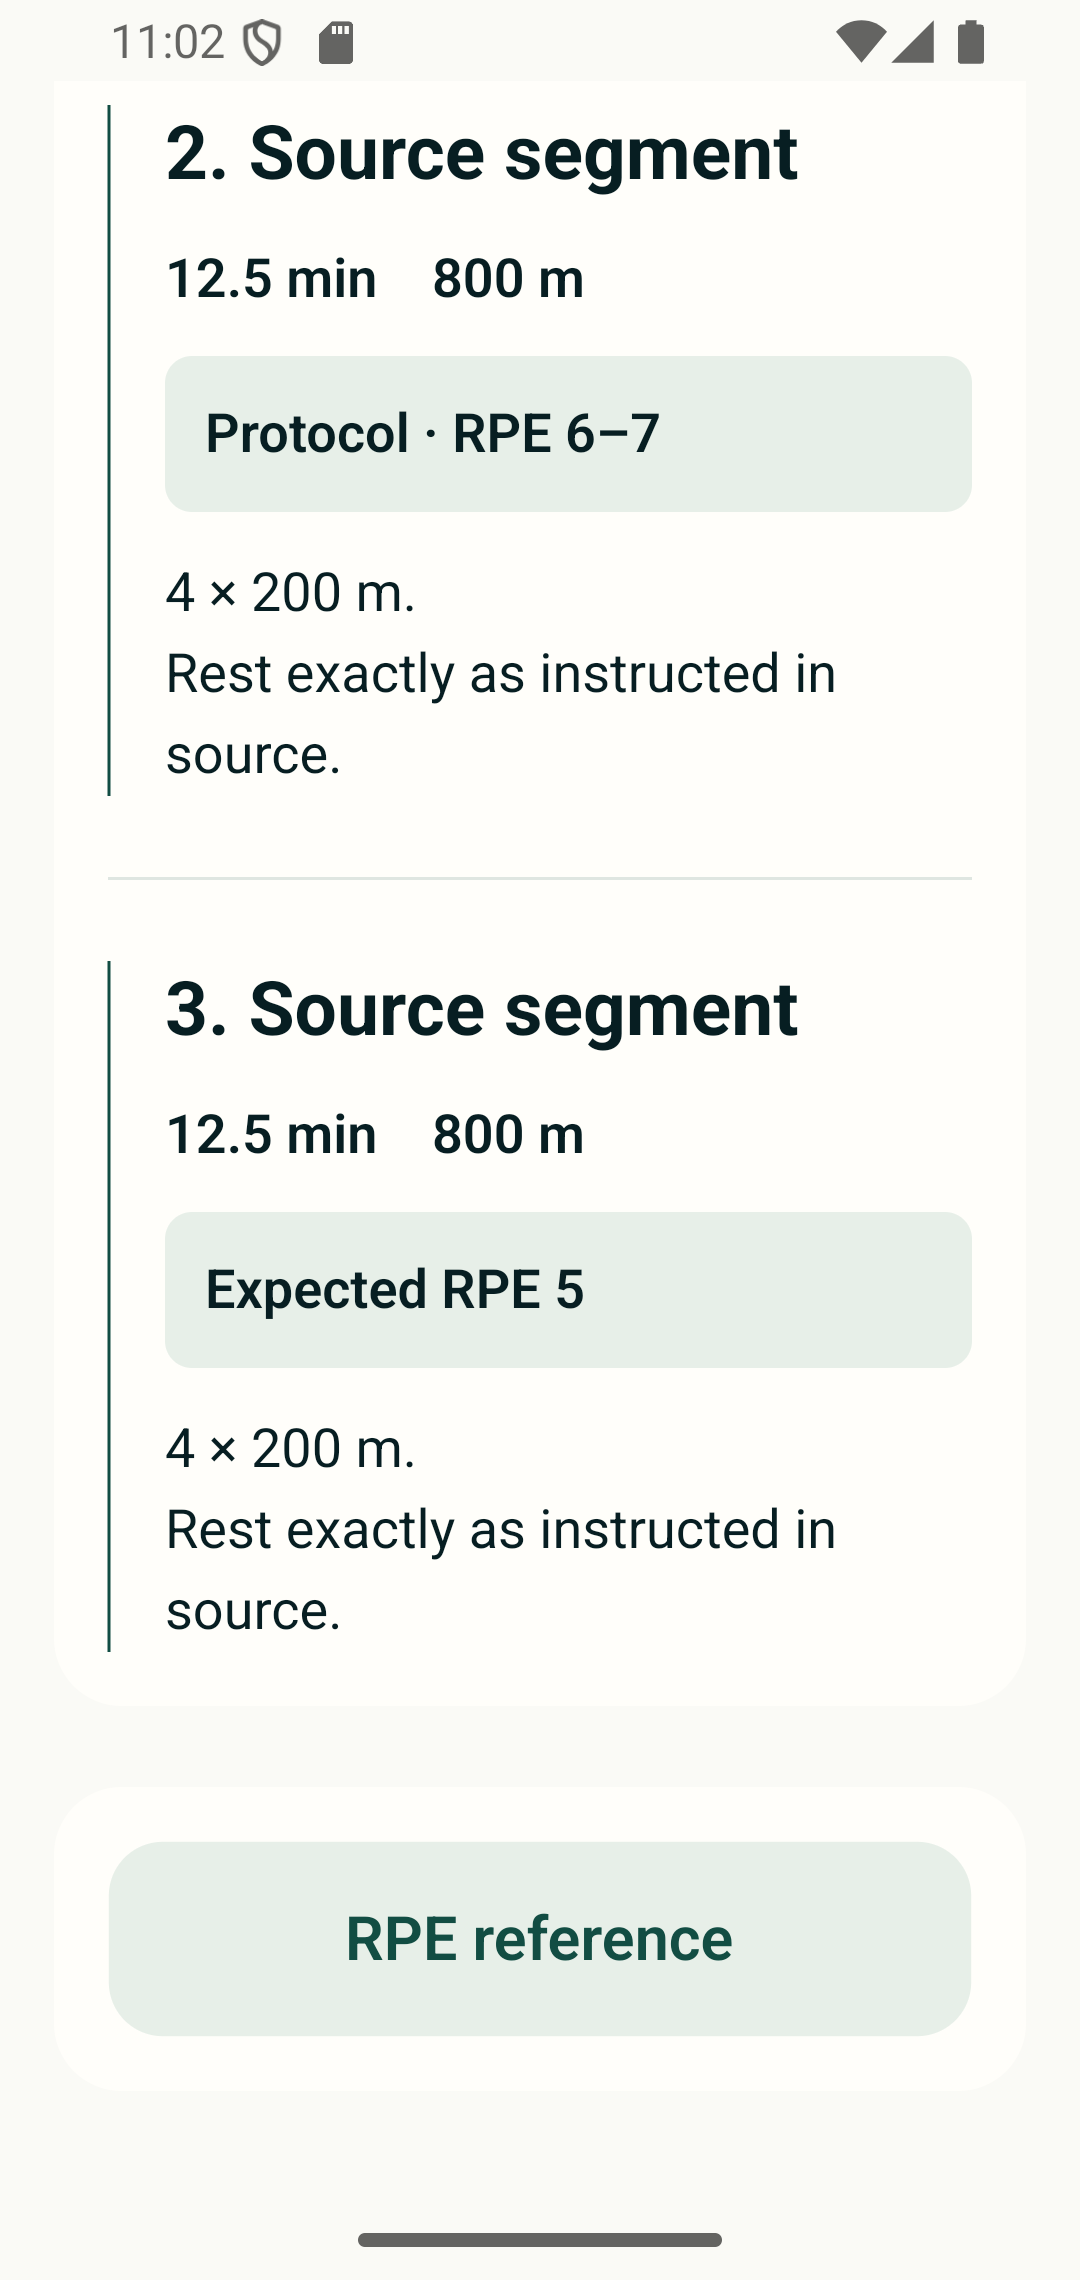 11:02
2. Source segment
12.5 min 800 m
Protocol · RPE 6–7
4 × 200 m.
Rest exactly as instructed in
source.
3. Source segment
12.5 min 800 m
Expected RPE 5
4 × 200 m.
Rest exactly as instructed in
source.
RPE reference